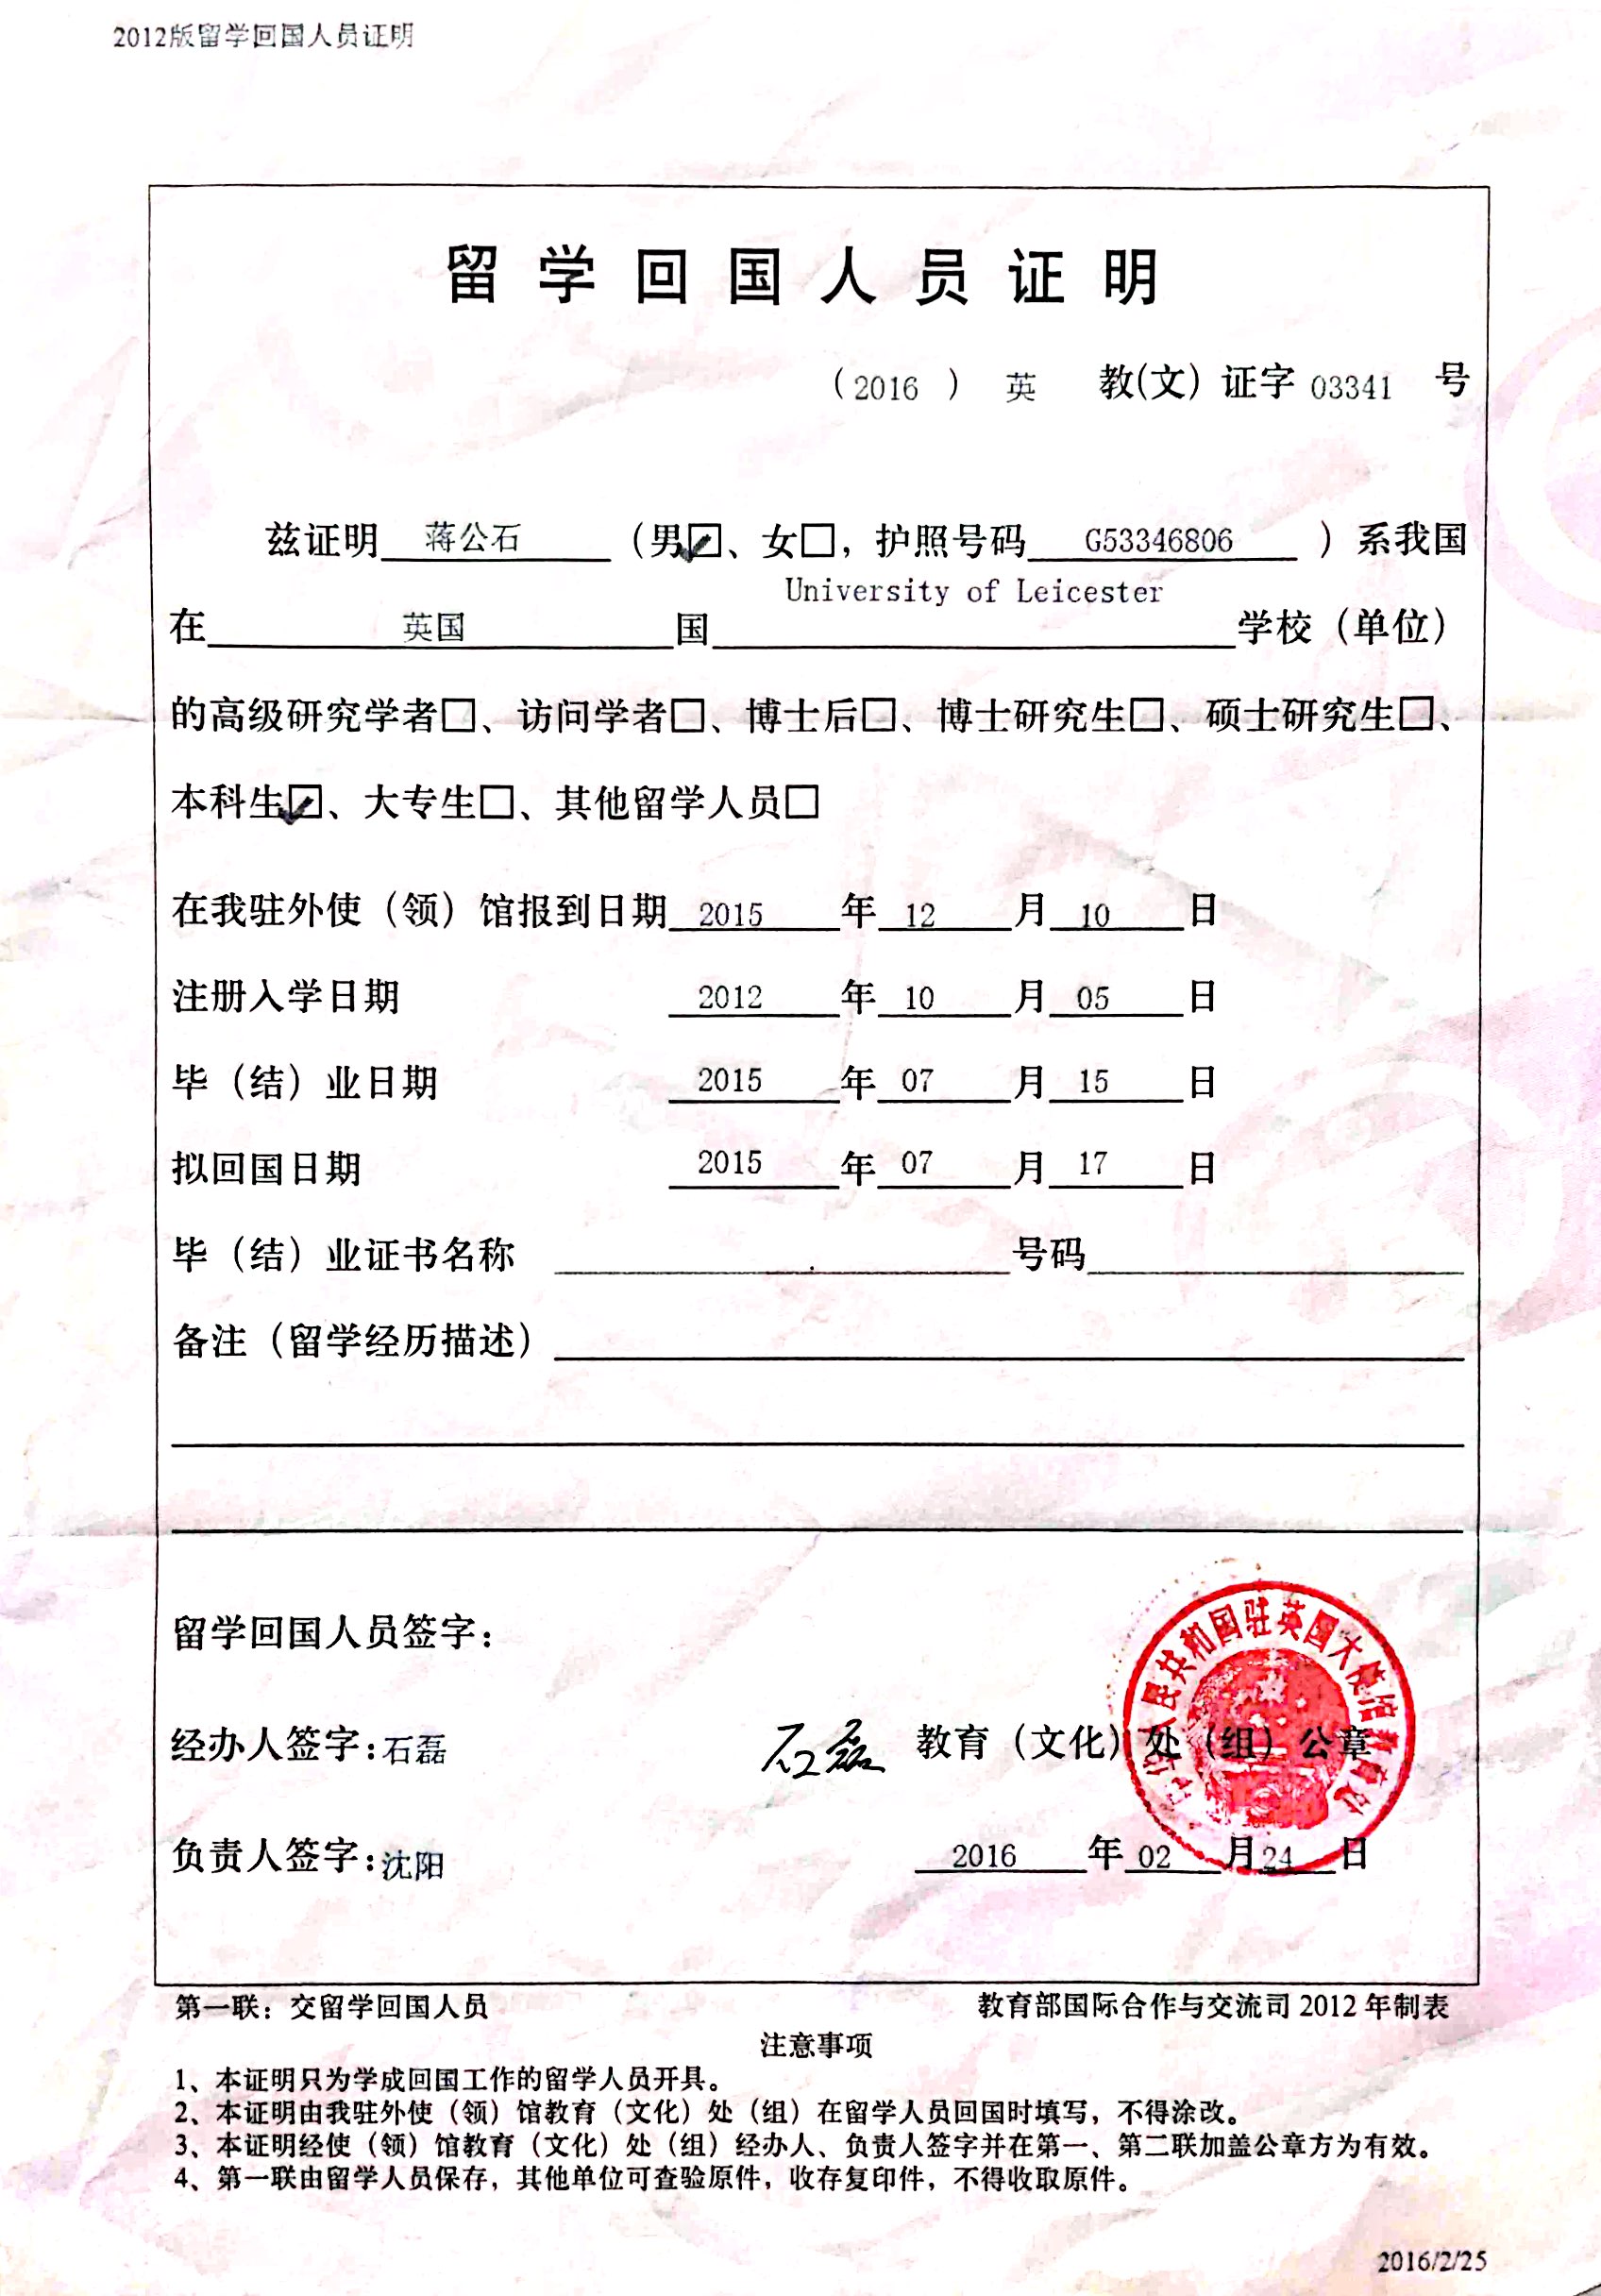 2012版留学回国人员证明
留学回国人员证明
（2016 ） 英 教(文）证字 03341 号
兹证明 蒋公石 （男☑、女□，护照号码 G53346806 ）系我国
University of Leicester
在 英国 国 学校（单位）
的高级研究学者□、访问学者□、博士后□、博士研究生□、硕士研究生□、
本科生☑、大专生□、其他留学人员□
在我驻外使（领）馆报到日期 2015 年 12 月 10 日
注册入学日期 2012 年 10 月 05 日
毕（结）业日期 2015 年 07 月 15 日
拟回国日期 2015 年 07 月 17 日
毕（结）业证书名称 号码
备注（留学经历描述）
留学回国人员签字：
经办人签字：石磊 石磊 教育（文化）处（组）公章
中华人民共和国驻英国大使馆教育处
负责人签字：沈阳 2016 年 02 月 24 日
第一联：交留学回国人员 教育部国际合作与交流司 2012 年制表
注意事项
1、本证明只为学成回国工作的留学人员开具。
2、本证明由我驻外使（领）馆教育（文化）处（组）在留学人员回国时填写，不得涂改。
3、本证明经使（领）馆教育（文化）处（组）经办人、负责人签字并在第一、第二联加盖公章方为有效。
4、第一联由留学人员保存，其他单位可查验原件，收存复印件，不得收取原件。
2016/2/25